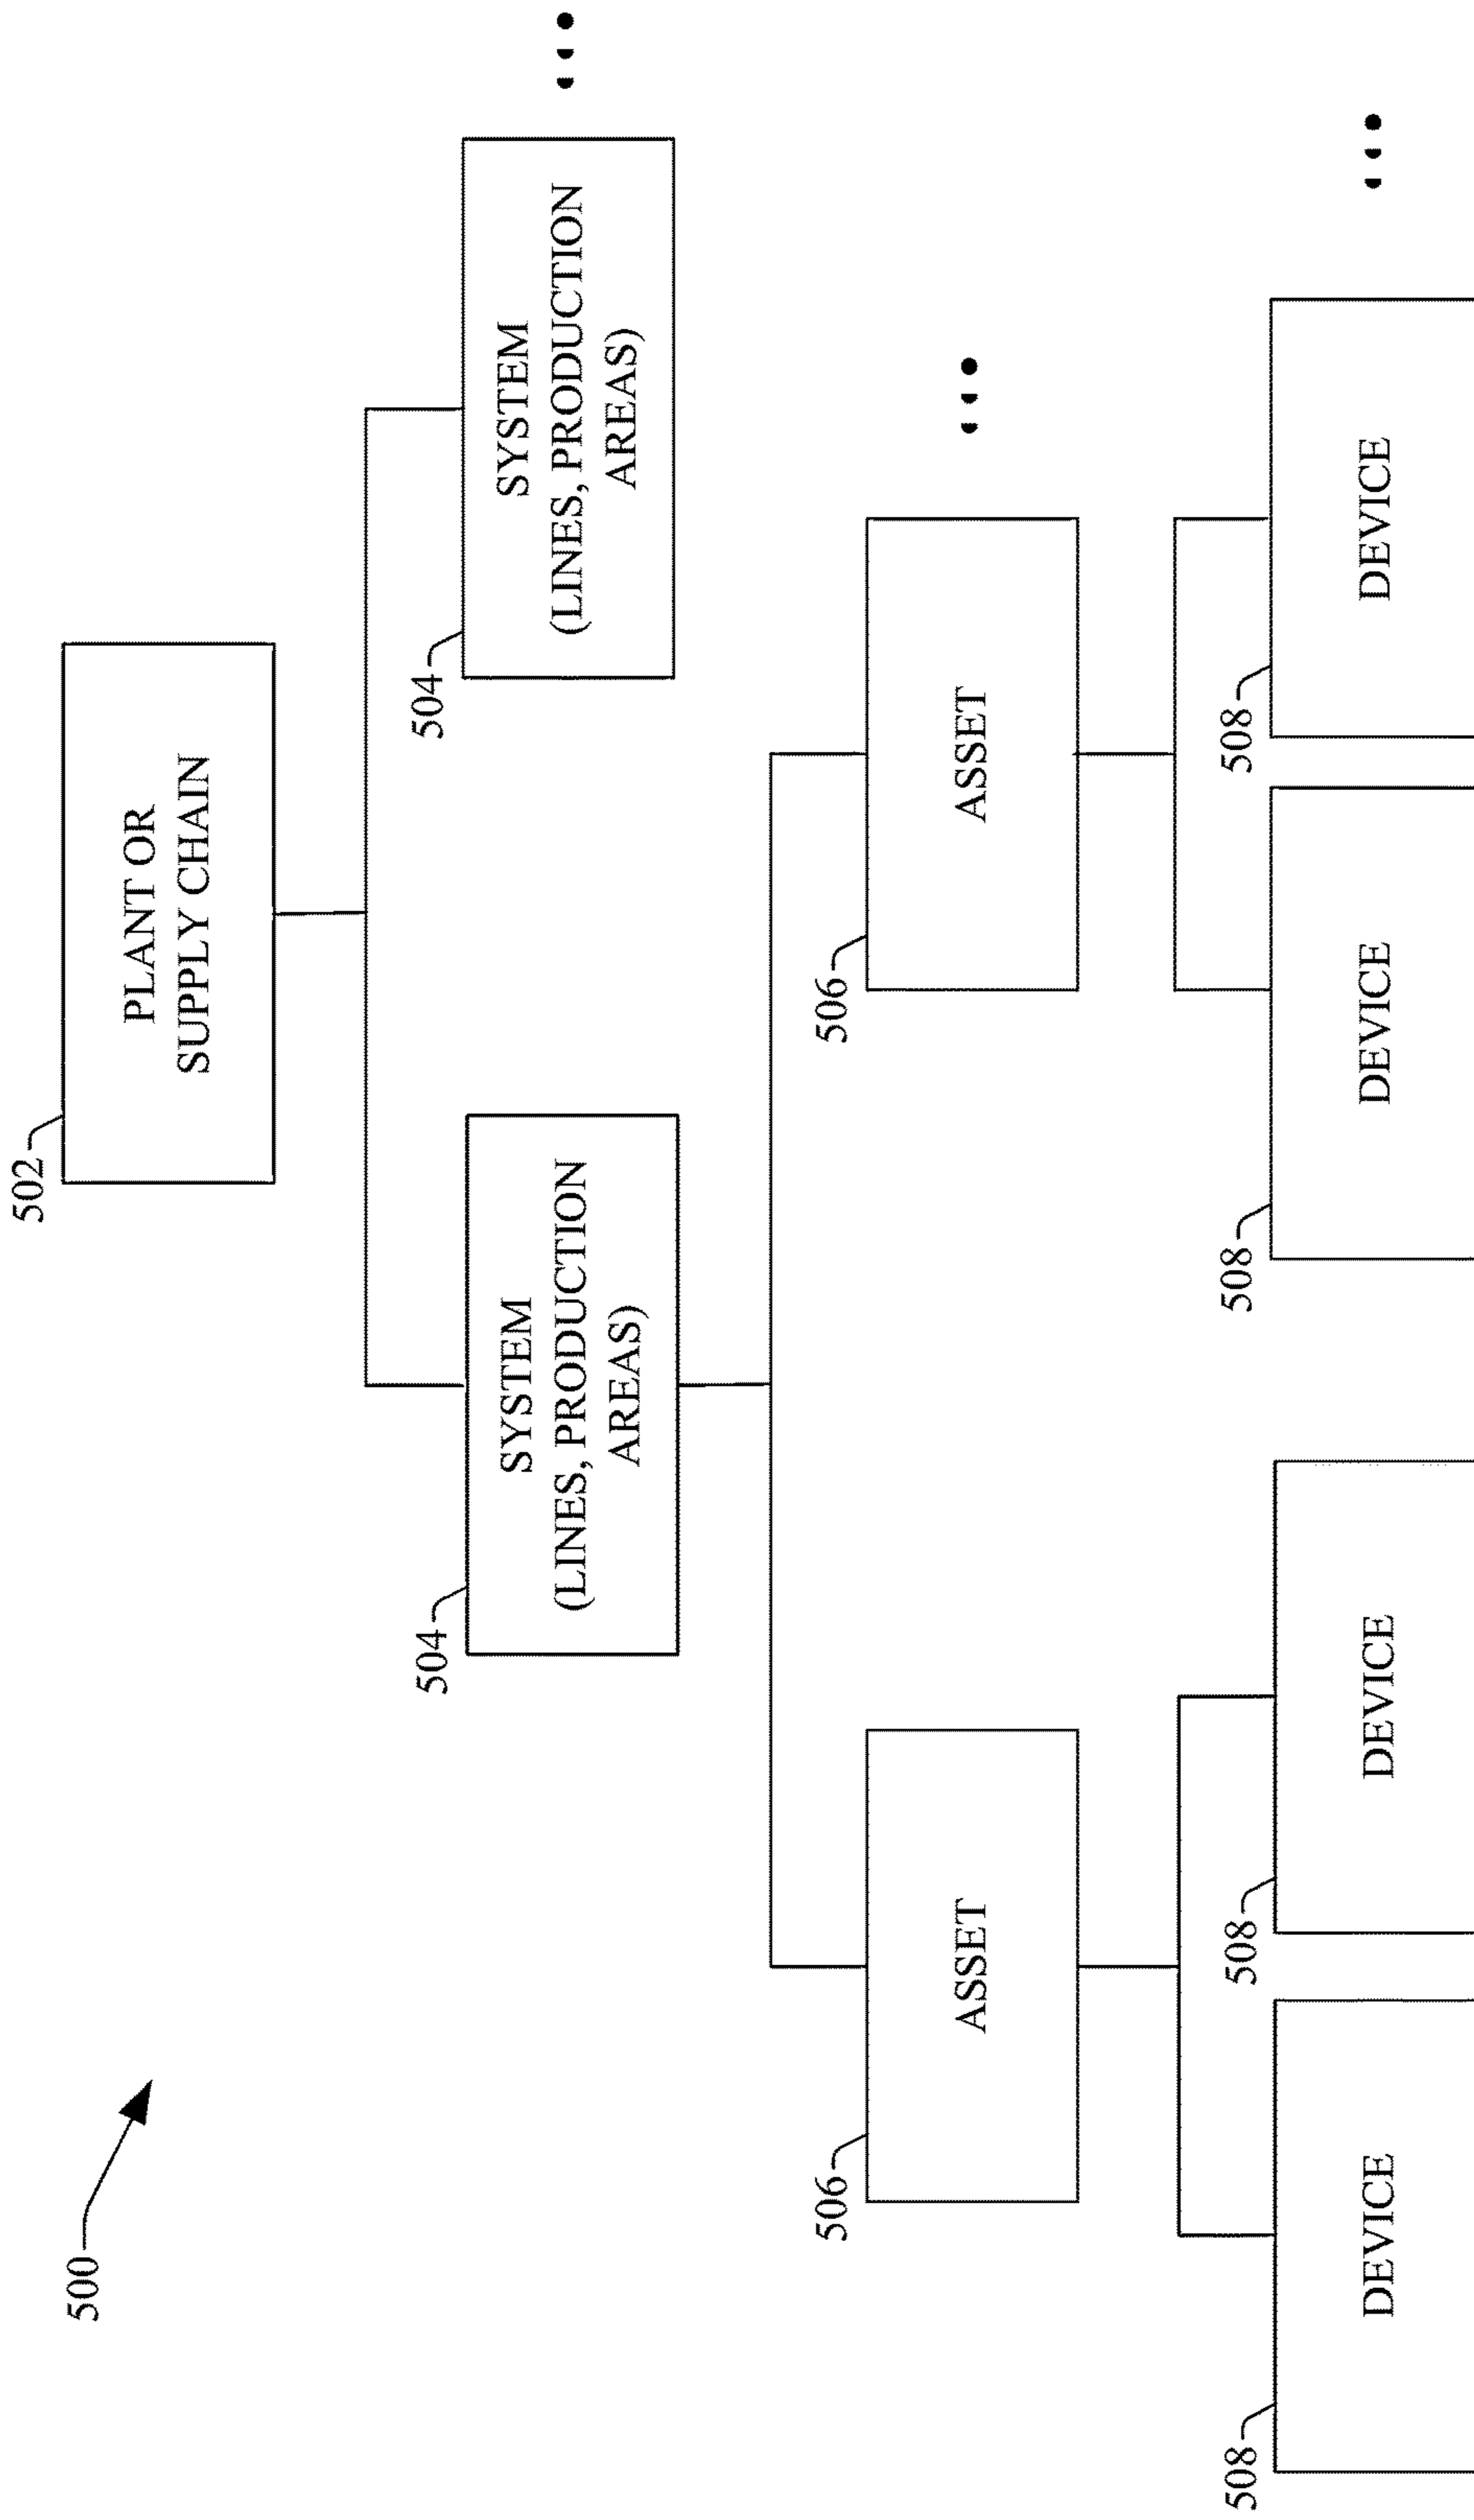 500
502
PLANT OR
SUPPLY CHAIN
504
SYSTEM
(LINES, PRODUCTION
AREAS)
504
SYSTEM
(LINES, PRODUCTION
AREAS)
506
ASSET
506
ASSET
508
DEVICE
508
DEVICE
508
DEVICE
508
DEVICE